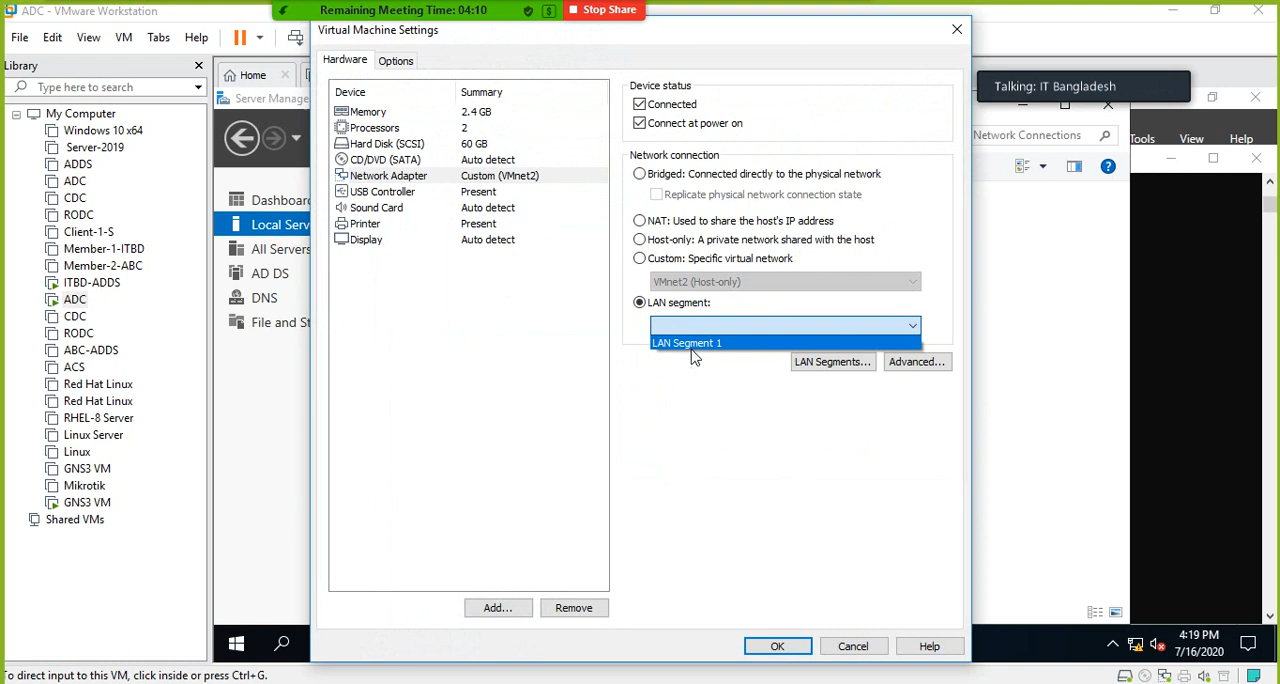 ADC - VMware Workstation
Remaining Meeting Time: 04:10
Stop Share
File Edit View VM Tabs Help
Virtual Machine Settings
Hardware Options
Library
Type here to search
My Computer
Windows 10 x64
Server-2019
ADDS
ADC
CDC
RODC
Client-1-S
Member-1-ITBD
Member-2-ABC
ITBD-ADDS
ADC
CDC
RODC
ABC-ADDS
ACS
Red Hat Linux
Red Hat Linux
RHEL-8 Server
Linux Server
Linux
GNS3 VM
Mikrotik
GNS3 VM
Shared VMs
Home
Server Manage
Dashboar
Local Serv
All Servers
AD DS
DNS
File and St
Device Summary
Memory 2.4 GB
Processors 2
Hard Disk (SCSI) 60 GB
CD/DVD (SATA) Auto detect
Network Adapter Custom (VMnet2)
USB Controller Present
Sound Card Auto detect
Printer Present
Display Auto detect
Add... Remove
Device status
Connected
Connect at power on
Network connection
Bridged: Connected directly to the physical network
Replicate physical network connection state
NAT: Used to share the host's IP address
Host-only: A private network shared with the host
Custom: Specific virtual network
VMnet2 (Host-only)
LAN segment:
LAN Segment 1
LAN Segments... Advanced...
OK Cancel Help
Talking: IT Bangladesh
Network Connections
Tools View Help
4:19 PM
7/16/2020
To direct input to this VM, click inside or press Ctrl+G.